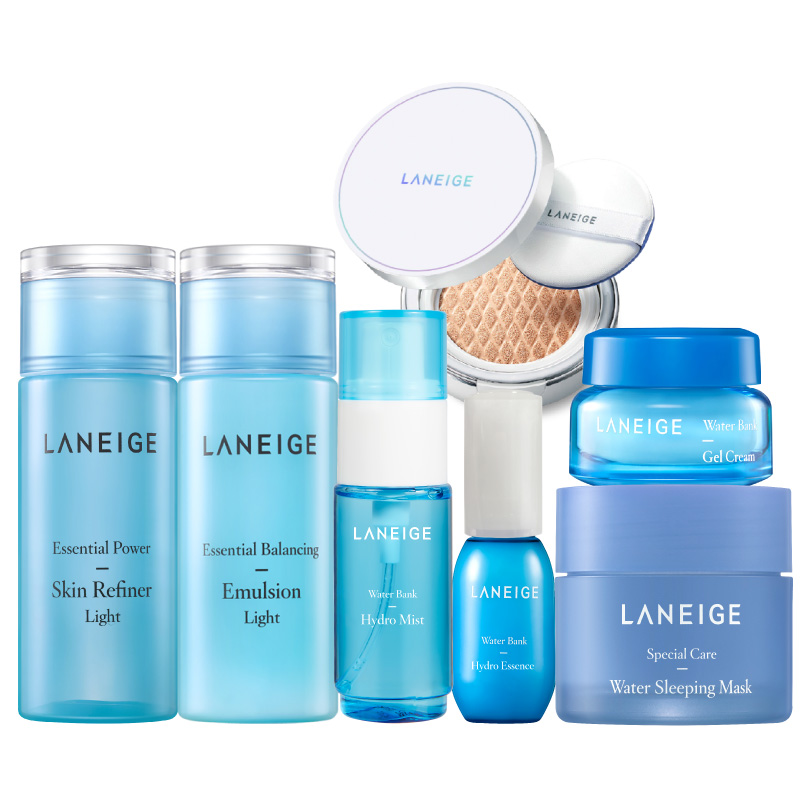 LANEIGE
LANEIGE
LANEIGE
Essential Power
Skin Refiner
Light
LANEIGE
Essential Balancing
Emulsion
Light
LANEIGE
Water Bank
Hydro Mist
LANEIGE
Water Bank
Hydro Essence
LANEIGE
Water Bank
Gel Cream
LANEIGE
Special Care
Water Sleeping Mask